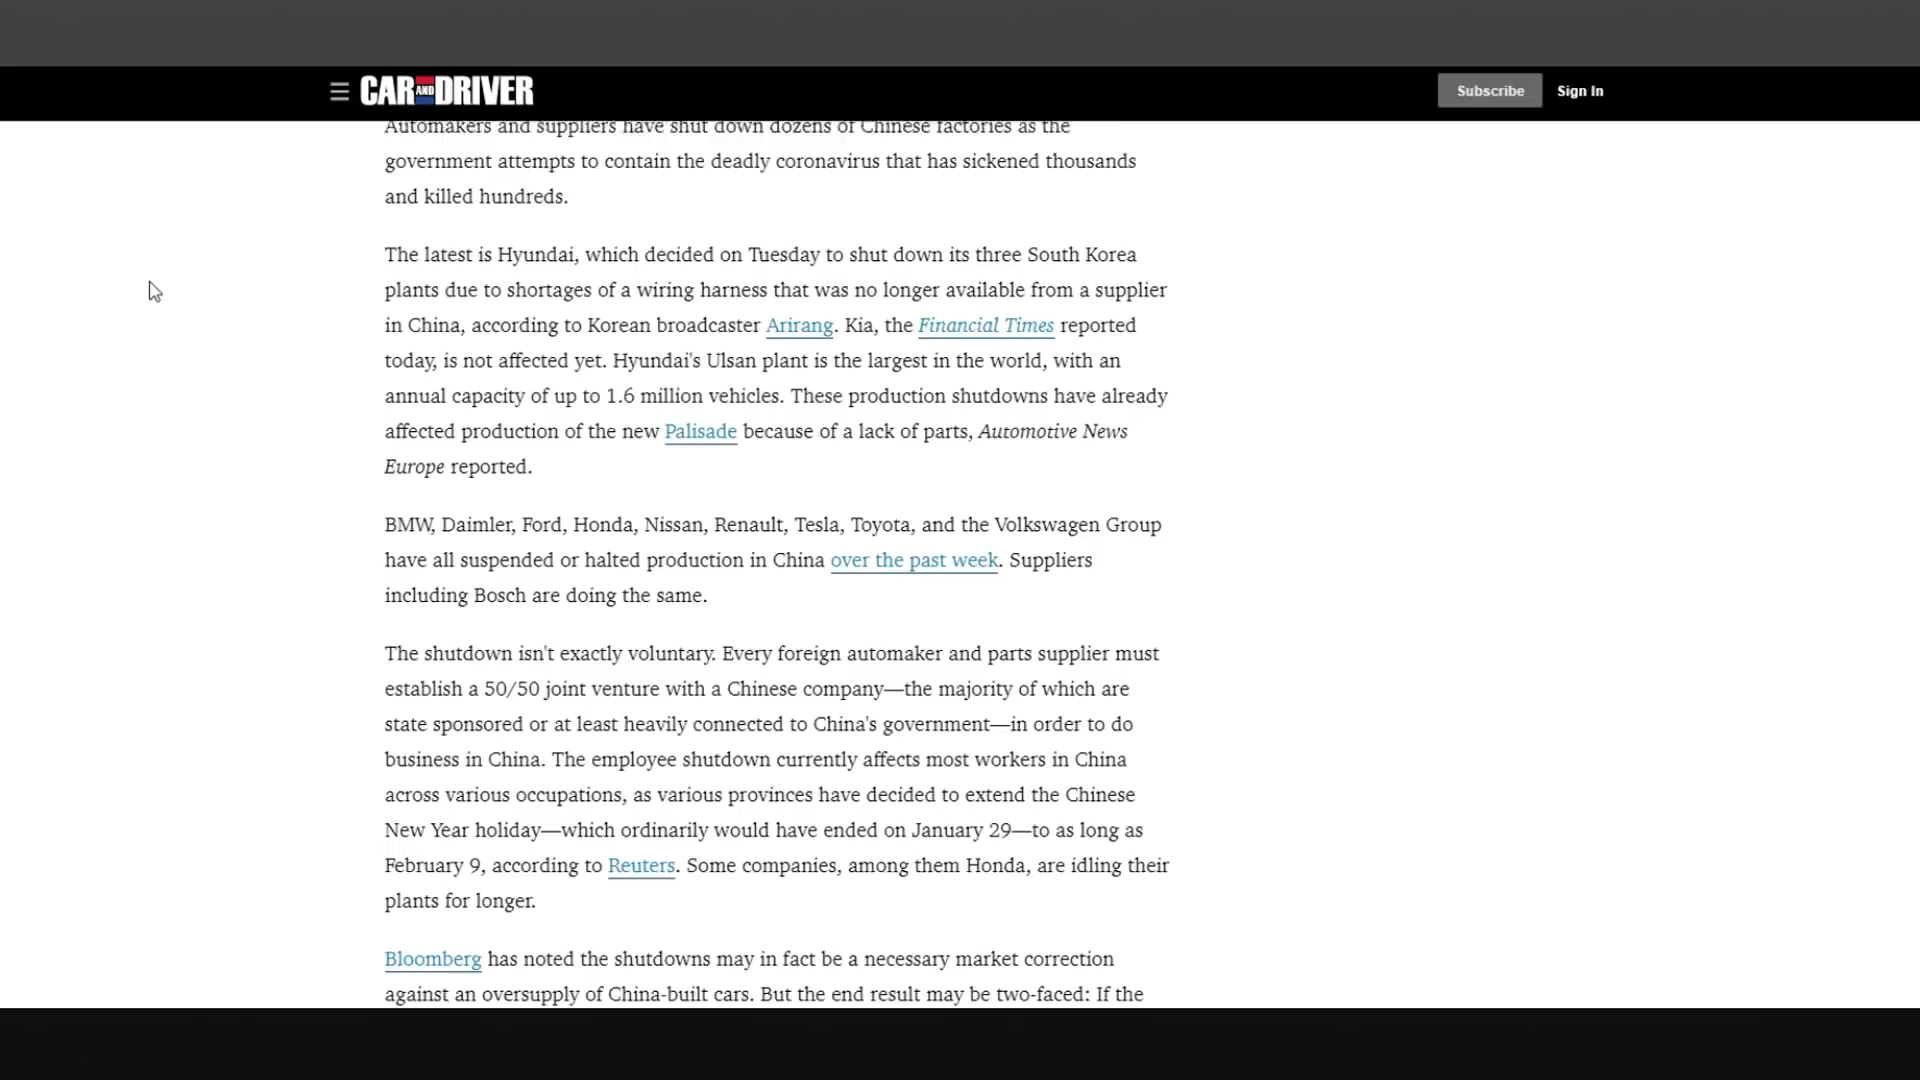 CAR AND DRIVER
Subscribe
Sign In
Automakers and suppliers have shut down dozens of Chinese factories as the
government attempts to contain the deadly coronavirus that has sickened thousands
and killed hundreds.
The latest is Hyundai, which decided on Tuesday to shut down its three South Korea
plants due to shortages of a wiring harness that was no longer available from a supplier
in China, according to Korean broadcaster Arirang. Kia, the Financial Times reported
today, is not affected yet. Hyundai's Ulsan plant is the largest in the world, with an
annual capacity of up to 1.6 million vehicles. These production shutdowns have already
affected production of the new Palisade because of a lack of parts, Automotive News
Europe reported.
BMW, Daimler, Ford, Honda, Nissan, Renault, Tesla, Toyota, and the Volkswagen Group
have all suspended or halted production in China over the past week. Suppliers
including Bosch are doing the same.
The shutdown isn't exactly voluntary. Every foreign automaker and parts supplier must
establish a 50/50 joint venture with a Chinese company—the majority of which are
state sponsored or at least heavily connected to China's government—in order to do
business in China. The employee shutdown currently affects most workers in China
across various occupations, as various provinces have decided to extend the Chinese
New Year holiday—which ordinarily would have ended on January 29—to as long as
February 9, according to Reuters. Some companies, among them Honda, are idling their
plants for longer.
Bloomberg has noted the shutdowns may in fact be a necessary market correction
against an oversupply of China-built cars. But the end result may be two-faced: If the